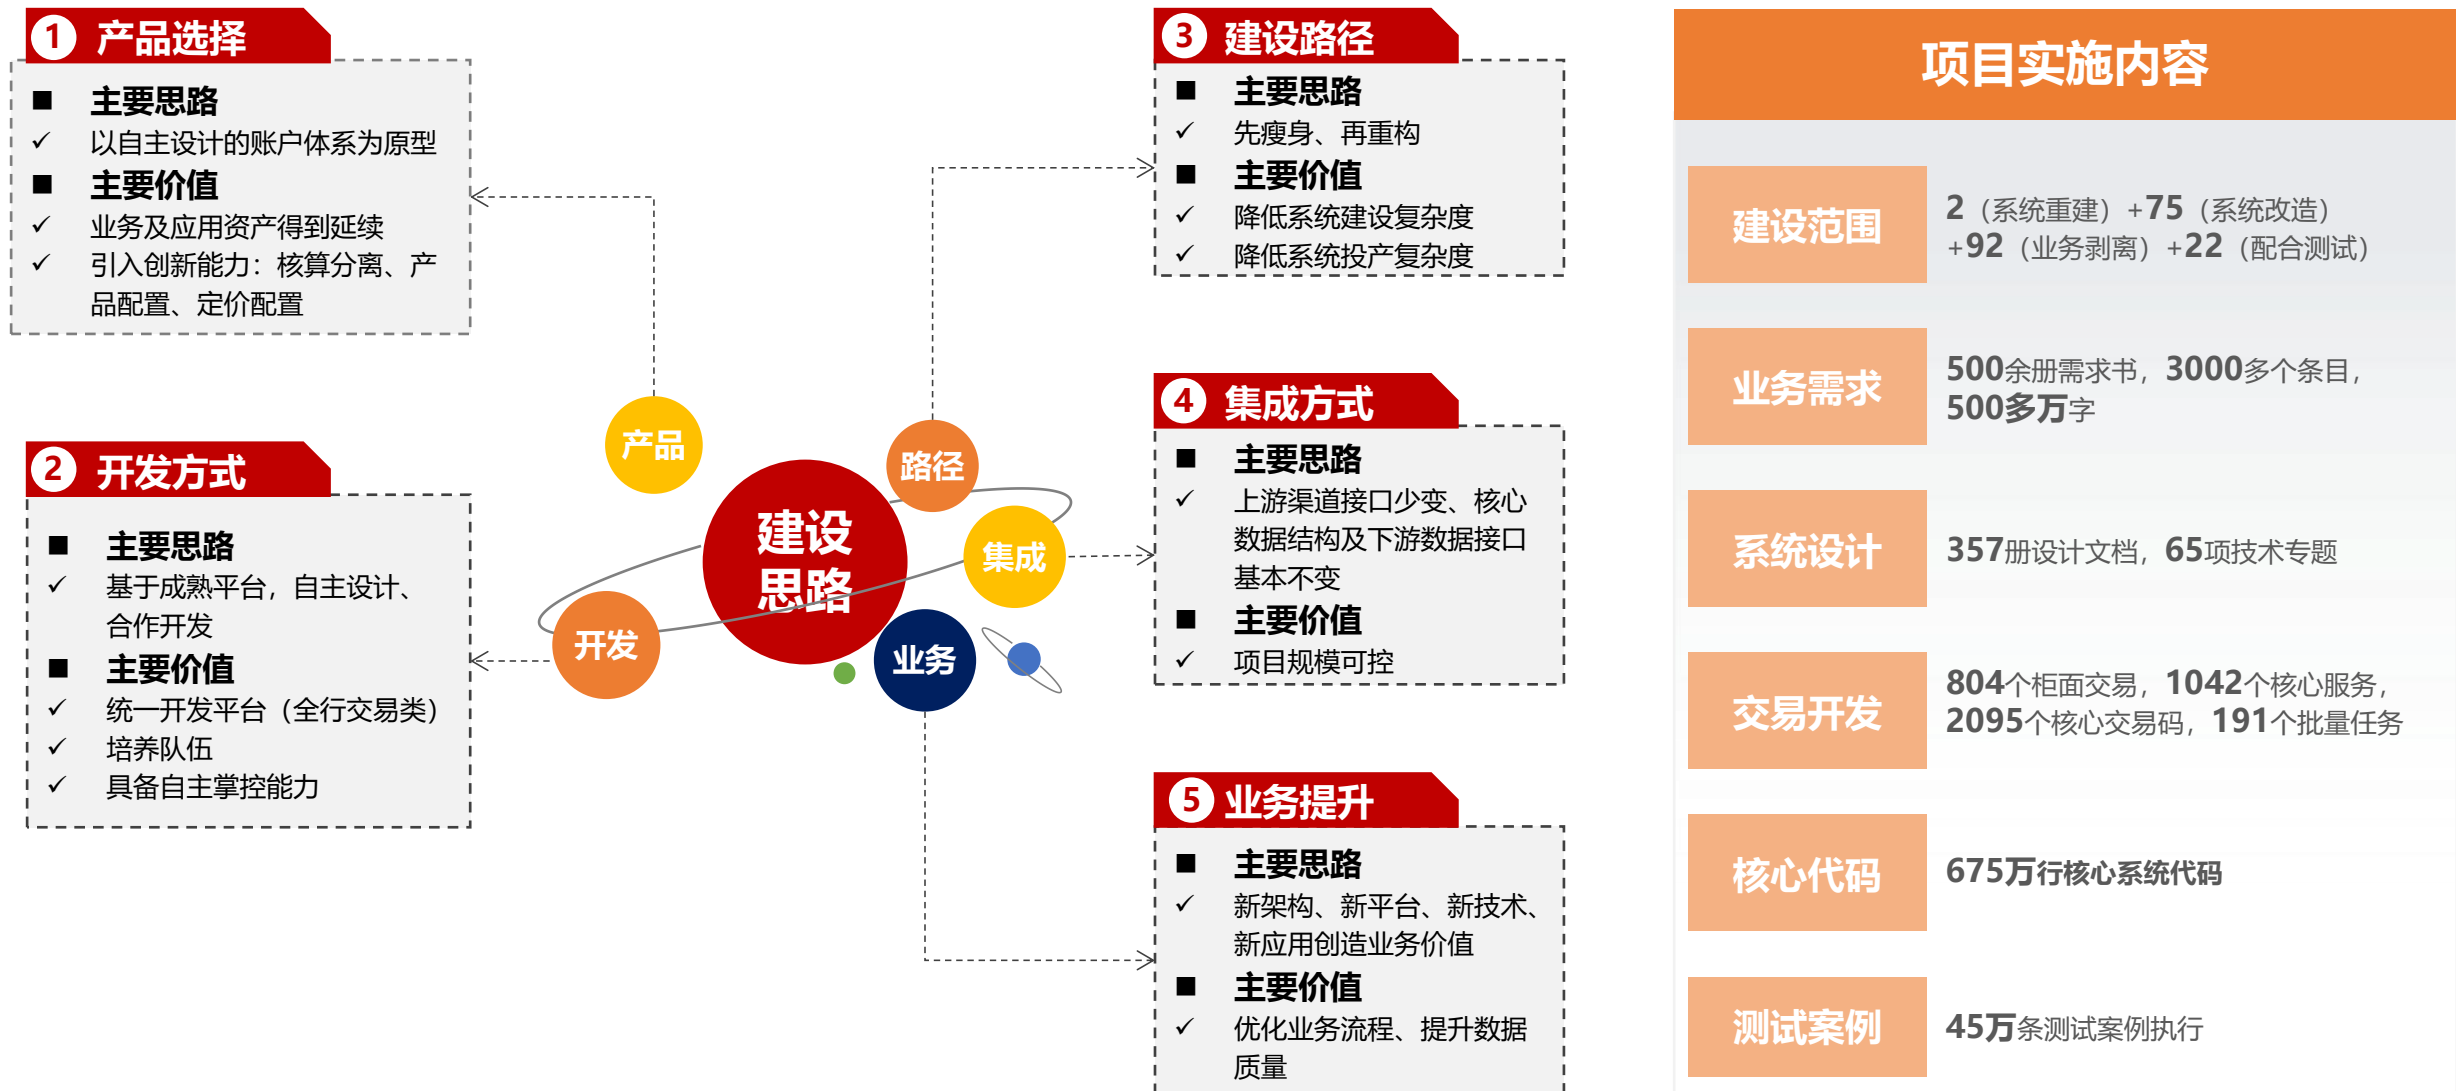 1 产品选择
■ 主要思路
✓ 以自主设计的账户体系为原型
■ 主要价值
✓ 业务及应用资产得到延续
✓ 引入创新能力：核算分离、产
品配置、定价配置
2 开发方式
■ 主要思路
✓ 基于成熟平台，自主设计、
合作开发
■ 主要价值
✓ 统一开发平台（全行交易类）
✓ 培养队伍
✓ 具备自主掌控能力
产品
路径
建设
思路
集成
开发
业务
3 建设路径
■ 主要思路
✓ 先瘦身、再重构
■ 主要价值
✓ 降低系统建设复杂度
✓ 降低系统投产复杂度
4 集成方式
■ 主要思路
✓ 上游渠道接口少变、核心
数据结构及下游数据接口
基本不变
■ 主要价值
✓ 项目规模可控
5 业务提升
■ 主要思路
✓ 新架构、新平台、新技术、
新应用创造业务价值
■ 主要价值
✓ 优化业务流程、提升数据
质量
项目实施内容
建设范围
2（系统重建）+75（系统改造）
+92（业务剥离）+22（配合测试）
业务需求
500余册需求书，3000多个条目，
500多万字
系统设计
357册设计文档，65项技术专题
交易开发
804个柜面交易，1042个核心服务，
2095个核心交易码，191个批量任务
核心代码
675万行核心系统代码
测试案例
45万条测试案例执行